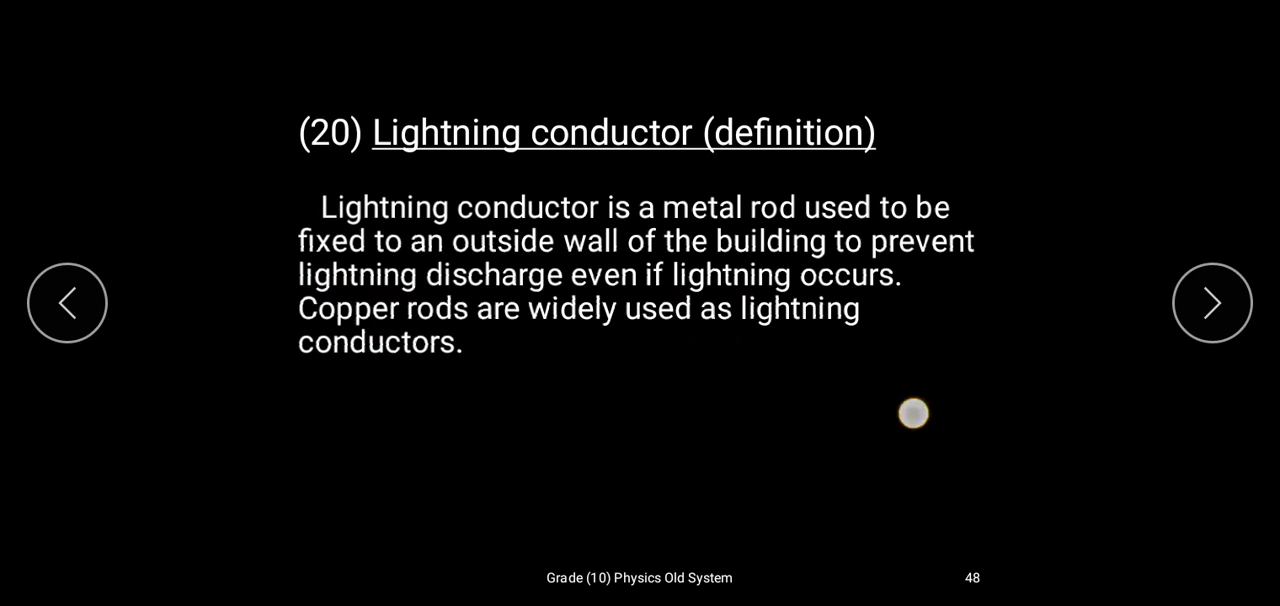 (20) Lightning conductor (definition)
Lightning conductor is a metal rod used to be
fixed to an outside wall of the building to prevent
lightning discharge even if lightning occurs.
Copper rods are widely used as lightning
conductors.
Grade (10) Physics Old System
48